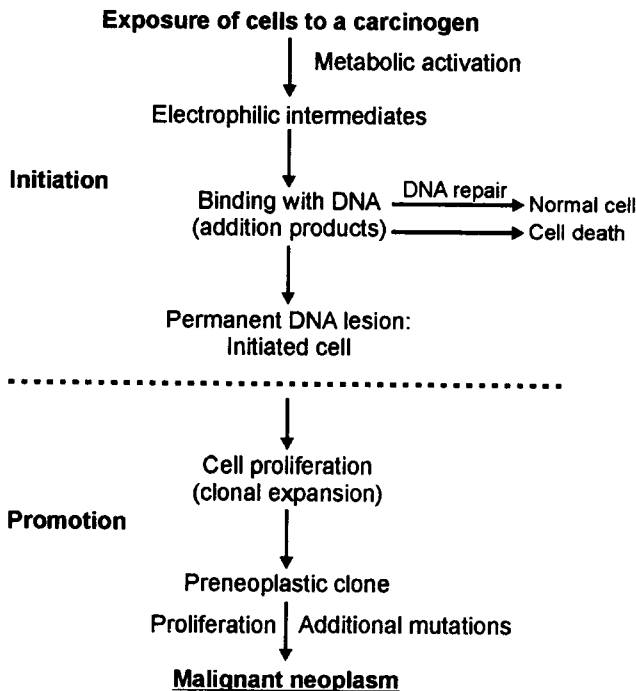 Exposure of cells to a carcinogen
Metabolic activation
Electrophilic intermediates
Initiation
Binding with DNA
(addition products)
DNA repair
Normal cell
Cell death
Permanent DNA lesion:
Initiated cell
Cell proliferation
(clonal expansion)
Promotion
Preneoplastic clone
Proliferation
Additional mutations
Malignant neoplasm